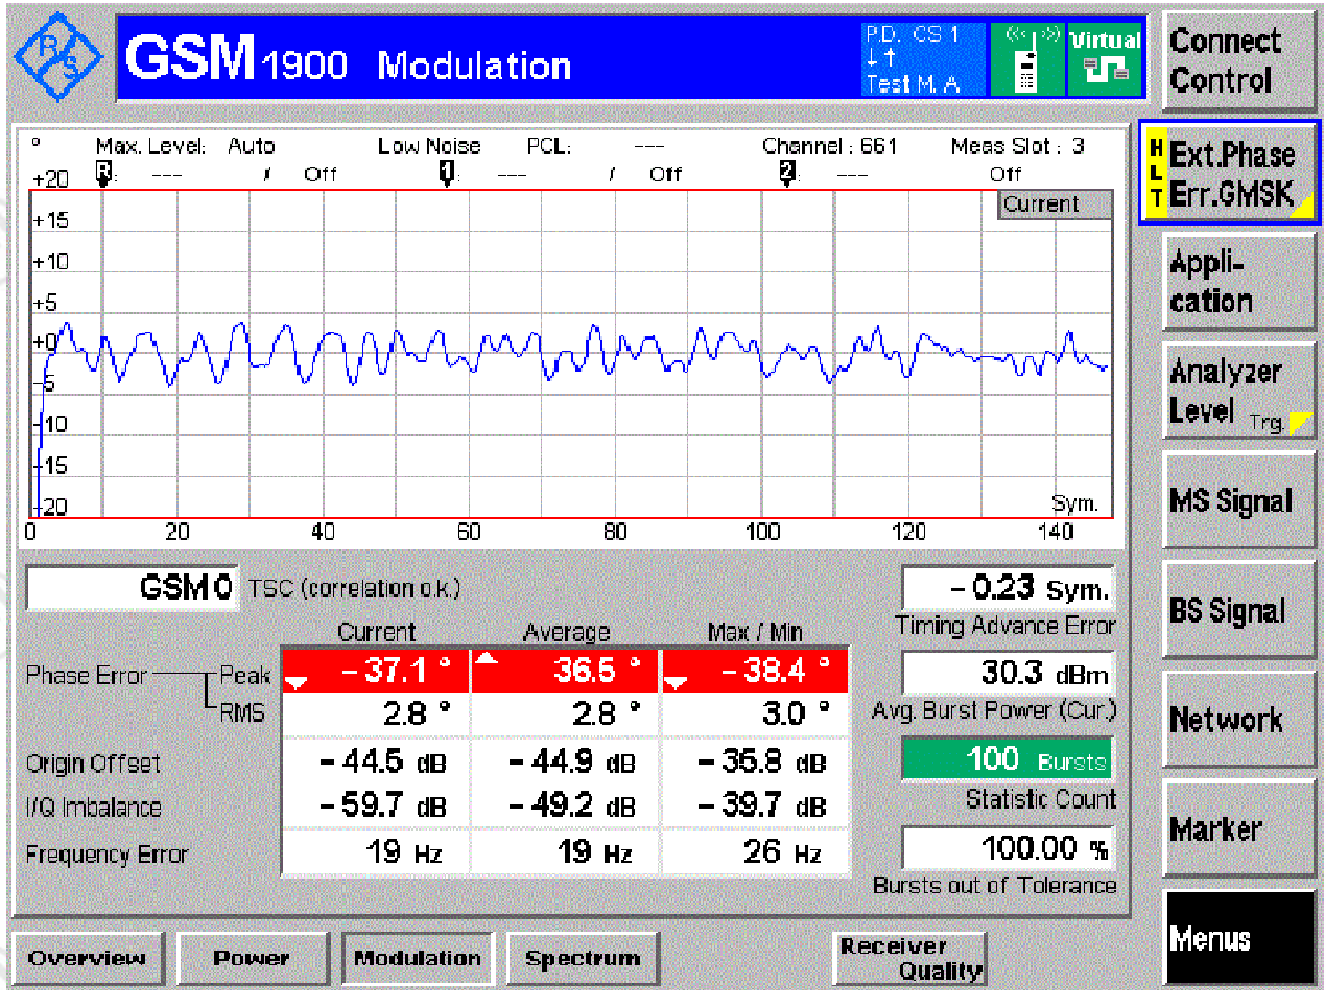 R/S
GSM 1900 Modulation
P.D. CS 1
↓↑
Test M. A.
Virtual
Connect
Control
° Max. Level: Auto Low Noise PCL: --- Channel : 661 Meas Slot : 3
R : --- / Off 1 : --- / Off 2 : --- Off
Current
+20
+15
+10
+5
+0
-5
-10
-15
-20
Sym.
0 20 40 60 80 100 120 140
HLT
Ext.Phase
Err.GMSK
Appli-
cation
Analyzer
Level Trg.
MS Signal
BS Signal
Network
Marker
Menus
GSM 0 TSC (correlation o.k.)
Current Average Max / Min
Phase Error Peak – 37.1 ° 36.5 ° – 38.4 °
RMS 2.8 ° 2.8 ° 3.0 °
Origin Offset – 44.5 dB – 44.9 dB – 35.8 dB
I/Q Imbalance – 59.7 dB – 49.2 dB – 39.7 dB
Frequency Error 19 Hz 19 Hz 26 Hz
– 0.23 Sym.
Timing Advance Error
30.3 dBm
Avg. Burst Power (Cur.)
100 Bursts
Statistic Count
100.00 %
Bursts out of Tolerance
Overview Power Modulation Spectrum
Receiver
Quality